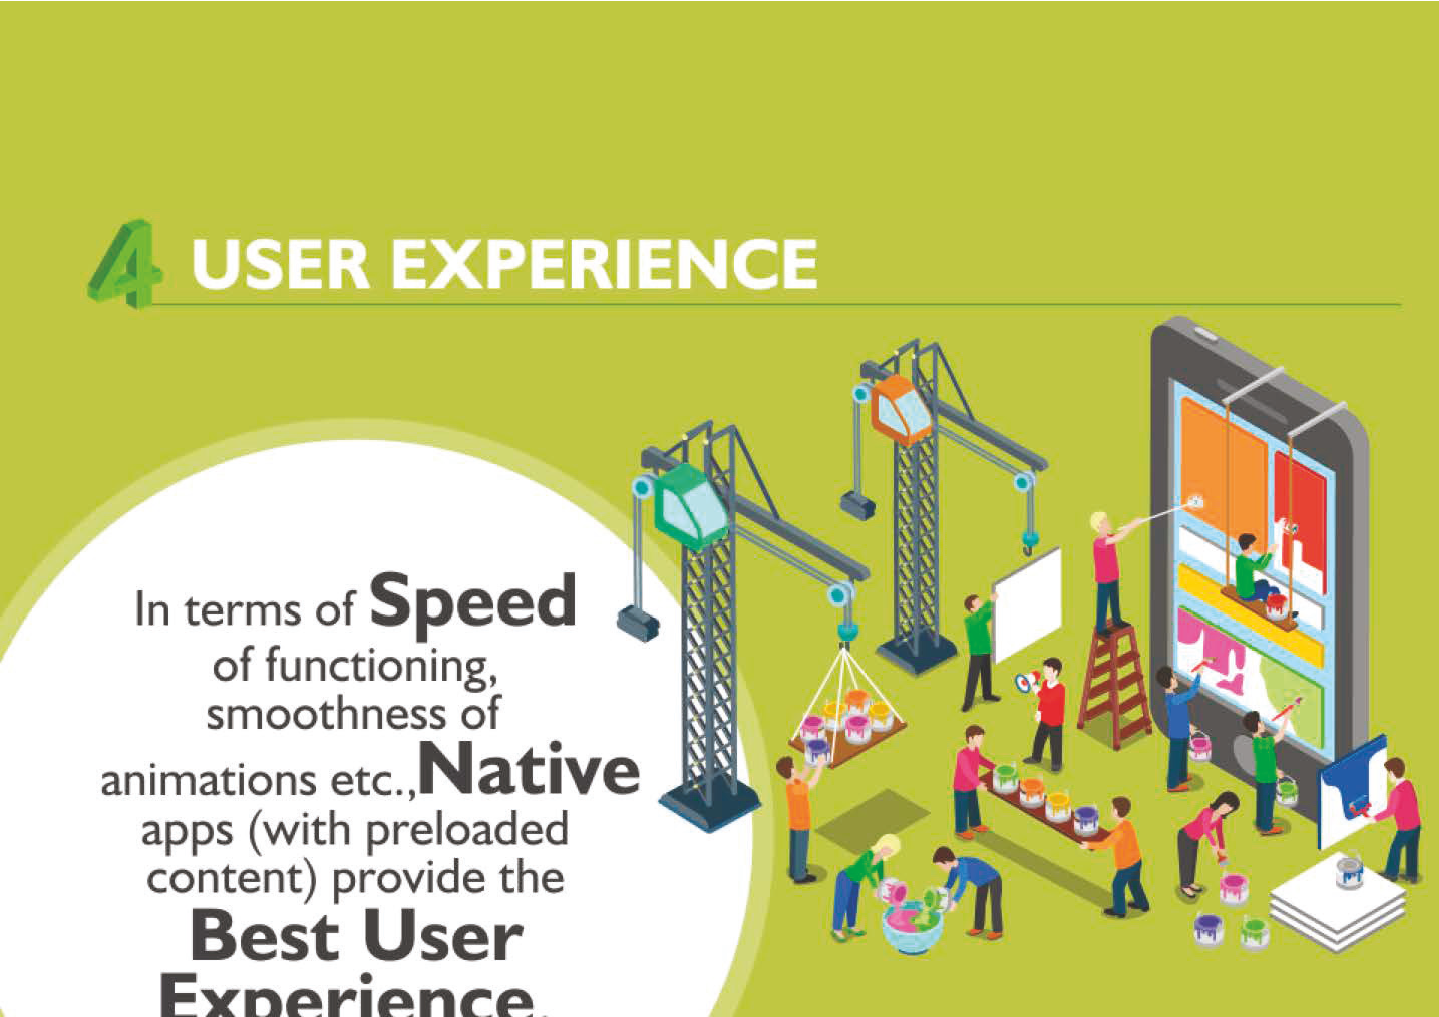 4 USER EXPERIENCE
In terms of Speed
of functioning,
smoothness of
animations etc.,Native
apps (with preloaded
content) provide the
Best User
Experience.